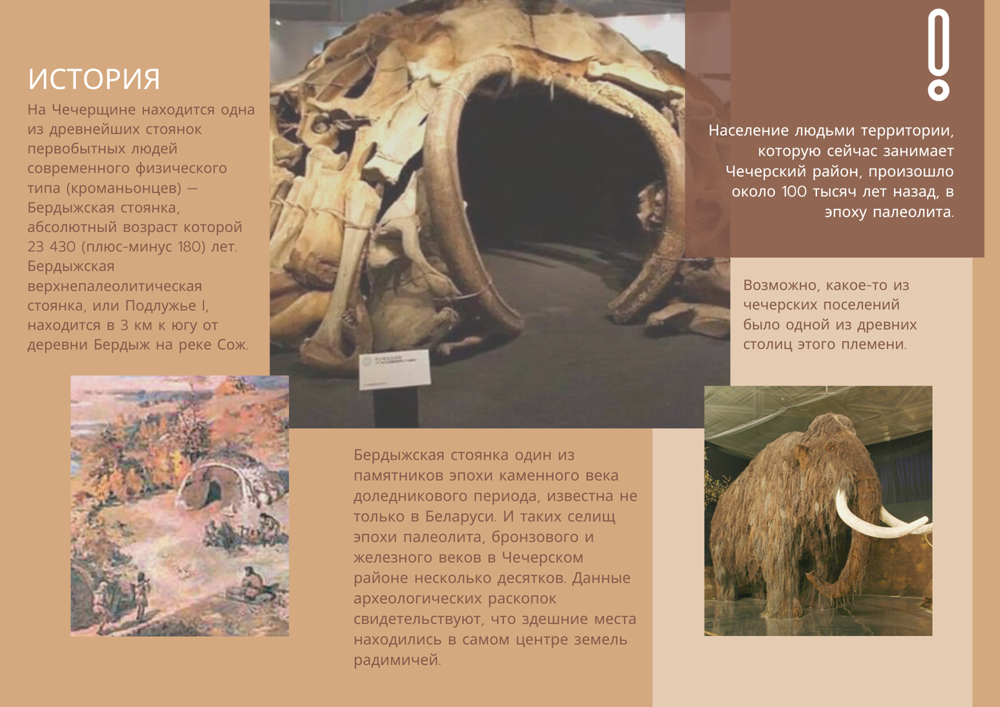 ИСТОРИЯ
На Чечерщине находится одна
из древнейших стоянок
первобытных людей
современного физического
типа (кроманьонцев) —
Бердыжская стоянка,
абсолютный возраст которой
23 430 (плюс-минус 180) лет.
Бердыжская
верхнепалеолитическая
стоянка, или Подлужье I,
находится в 3 км к югу от
деревни Бердыж на реке Сож.
Население людьми территории,
которую сейчас занимает
Чечерский район, произошло
около 100 тысяч лет назад, в
эпоху палеолита.
Возможно, какое-то из
чечерских поселений
было одной из древних
столиц этого племени.
Бердыжская стоянка один из
памятников эпохи каменного века
доледникового периода, известна не
только в Беларуси. И таких селищ
эпохи палеолита, бронзового и
железного веков в Чечерском
районе несколько десятков. Данные
археологических раскопок
свидетельствуют, что здешние места
находились в самом центре земель
радимичей.